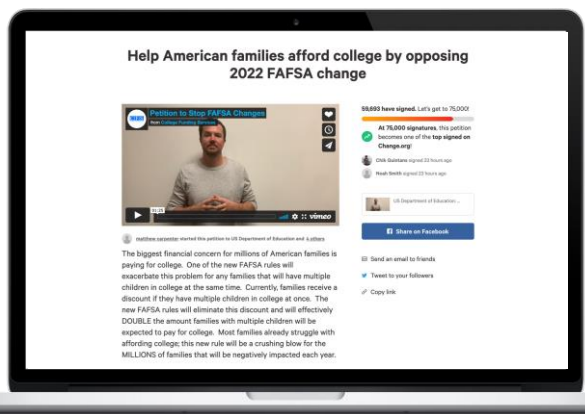 Help American families afford college by opposing
2022 FAFSA change
Petition to Stop FAFSA Changes
from College Funding Services
01:15
vimeo
matthew carpenter started this petition to US Department of Education and 4 others
The biggest financial concern for millions of American families is
paying for college. One of the new FAFSA rules will
exacerbate this problem for any families that will have multiple
children in college at the same time. Currently, families receive a
discount if they have multiple children in college at once. The
new FAFSA rules will eliminate this discount and will effectively
DOUBLE the amount families with multiple children will be
expected to pay for college. Most families already struggle with
affording college; this new rule will be a crushing blow for the
MILLIONS of families that will be negatively impacted each year.
59,693 have signed. Let's get to 75,000!
At 75,000 signatures, this petition
becomes one of the top signed on
Change.org!
signed 23 hours ago
Noah Smith signed 23 hours ago
US Department of Education: ...
Share on Facebook
Send an email to friends
Tweet to your followers
Copy link